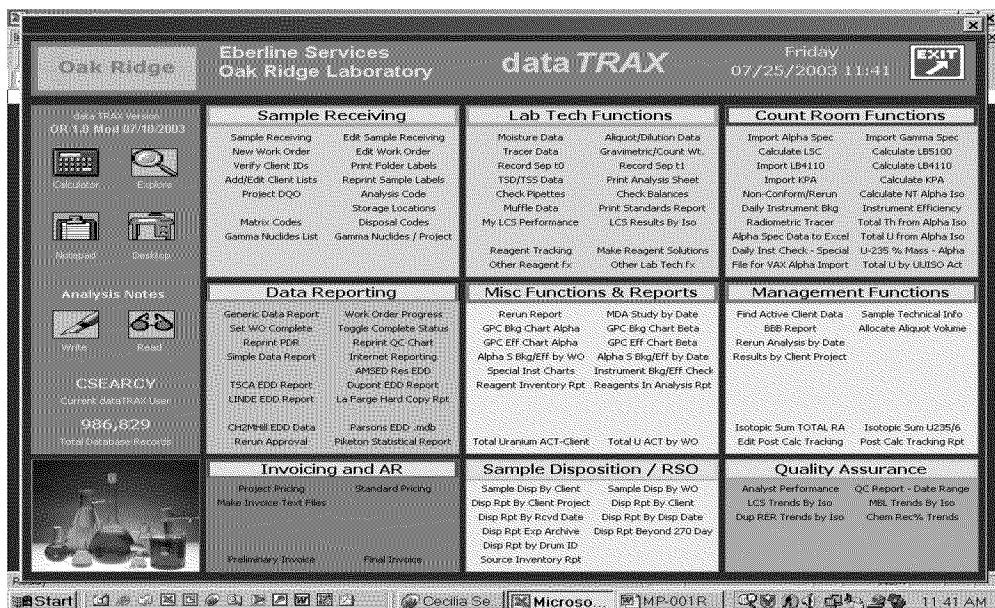 Oak Ridge
Eberline Services
Oak Ridge Laboratory
data TRAX
Friday
07/25/2003 11:41
EXIT
data TRAX Version
OR 1.0 Mod 07/10/2003
Calculator Explore
Notepad Desktop
Analysis Notes
Write Read
CSEARCY
Current dataTRAX User
986,829
Total Database Records
Sample Receiving
Sample Receiving Edit Sample Receiving
New Work Order Edit Work Order
Verify Client IDs Print Folder Labels
Add/Edit Client Lists Reprint Sample Labels
Project DQO Analysis Code
Storage Locations
Matrix Codes Disposal Codes
Gamma Nuclides List Gamma Nuclides / Project
Lab Tech Functions
Moisture Data Aliquot/Dilution Data
Tracer Data Gravimetric/Count Wt.
Record Sep t0 Record Sep t1
TSD/TSS Data Print Analysis Sheet
Check Pipettes Check Balances
Muffle Data Print Standards Report
My LCS Performance LCS Results By Iso
Reagent Tracking Make Reagent Solutions
Other Reagent fx Other Lab Tech fx
Count Room Functions
Import Alpha Spec Import Gamma Spec
Calculate LSC Calculate LB5100
Import LB4110 Calculate LB4110
Import KPA Calculate KPA
Non-Conform/Rerun Calculate NT Alpha Iso
Daily Instrument Bkg Instrument Efficiency
Radiometric Tracer Total Th from Alpha Iso
Alpha Spec Data to Excel Total U from Alpha Iso
Daily Inst Check - Special U-235 % Mass - Alpha
File for VAX Alpha Import Total U by UUISO Act
Data Reporting
Generic Data Report Work Order Progress
Set WO Complete Toggle Complete Status
Reprint PDR Reprint QC Chart
Simple Data Report Internet Reporting
AMSED Res EDD
TSCA EDD Report Dupont EDD Report
LINDE EDD Report La Farge Hard Copy Rpt
CH2MHill EDD Data Parsons EDD .mdb
Rerun Approval Piketon Statistical Report
Misc Functions & Reports
Rerun Report MDA Study by Date
GPC Bkg Chart Alpha GPC Bkg Chart Beta
GPC Eff Chart Alpha GPC Eff Chart Beta
Alpha S Bkg/Eff by WO Alpha S Bkg/Eff by Date
Special Inst Charts Instrument Bkg/Eff Check
Reagent Inventory Rpt Reagents In Analysis Rpt
Total Uranium ACT-Client Total U ACT by WO
Management Functions
Find Active Client Data Sample Technical Info
BBB Report Allocate Aliquot Volume
Rerun Analysis by Date
Results by Client Project
Isotopic Sum TOTAL RA Isotopic Sum U235/6
Edit Post Calc Tracking Post Calc Tracking Rpt
Invoicing and AR
Project Pricing Standard Pricing
Make Invoice Text Files
Preliminary Invoice Final Invoice
Sample Disposition / RSO
Sample Disp By Client Sample Disp By WO
Disp Rpt By Client Project Disp Rpt By Client
Disp Rpt By Rcvd Date Disp Rpt By Disp Date
Disp Rpt Exp Archive Disp Rpt Beyond 270 Day
Disp Rpt by Drum ID
Source Inventory Rpt
Quality Assurance
Analyst Performance QC Report - Date Range
LCS Trends By Iso MBL Trends By Iso
Dup RER Trends by Iso Chem Rec% Trends
Start Cecilia Se Microso... MP-001R 11:41 AM